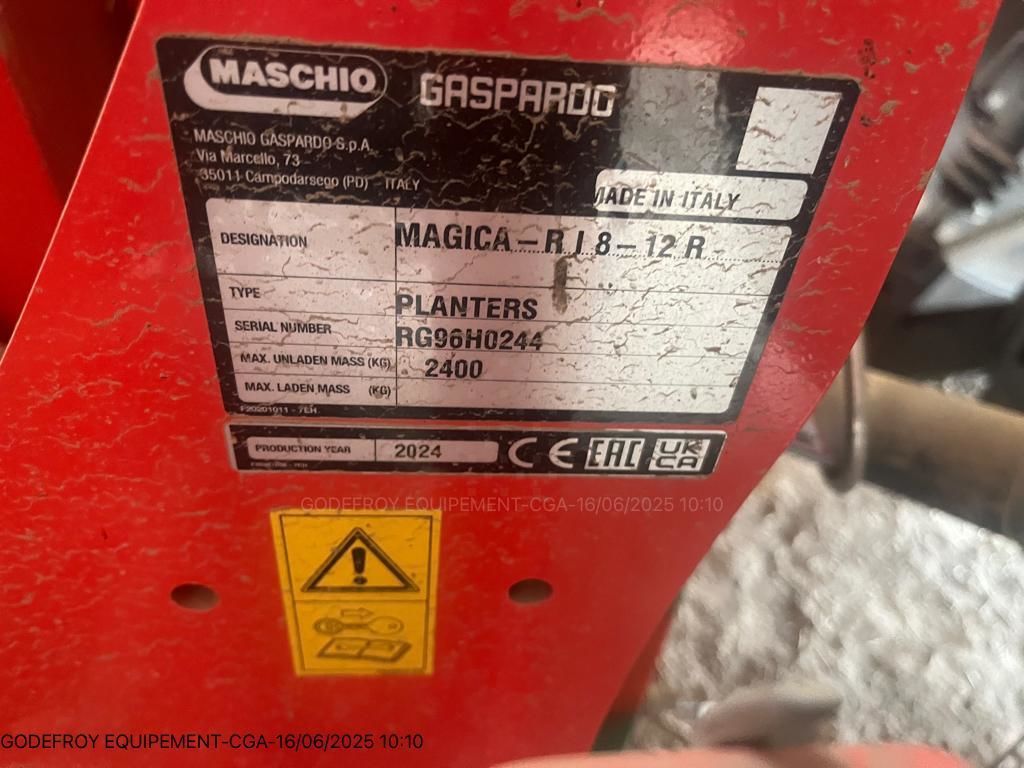 MASCHIO GASPARDO
MASCHIO GASPARDO S.p.A.
Via Marcello, 73
35011 Campodarsego (PD) ITALY
MADE IN ITALY
DESIGNATION MAGICA-R I 8-12 R
TYPE PLANTERS
SERIAL NUMBER RG96H0244
MAX. UNLADEN MASS (KG) 2400
MAX. LADEN MASS (KG)
F20201011 - 7EH
PRODUCTION YEAR 2024 CE EAC UK CA
GODEFROY EQUIPEMENT-CGA-16/06/2025 10:10
GODEFROY EQUIPEMENT-CGA-16/06/2025 10:10